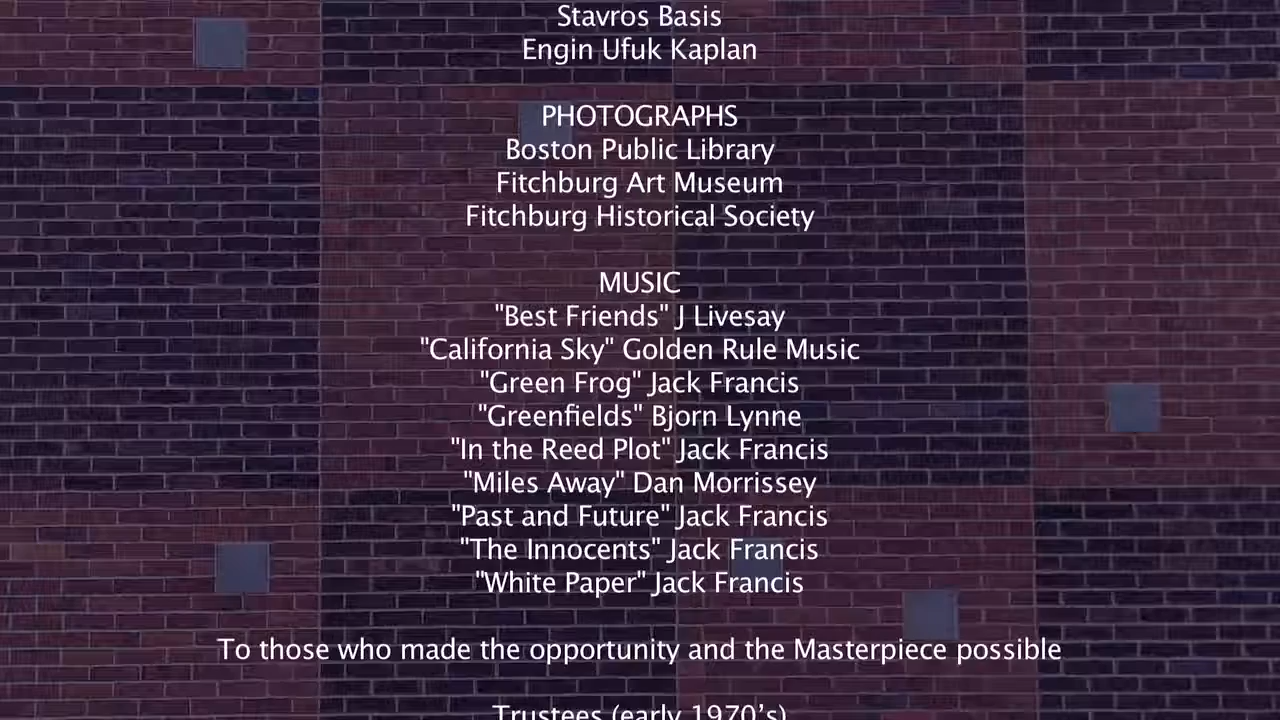 Stavros Basis
Engin Ufuk Kaplan
PHOTOGRAPHS
Boston Public Library
Fitchburg Art Museum
Fitchburg Historical Society
MUSIC
"Best Friends" J Livesay
"California Sky" Golden Rule Music
"Green Frog" Jack Francis
"Greenfields" Bjorn Lynne
"In the Reed Plot" Jack Francis
"Miles Away" Dan Morrissey
"Past and Future" Jack Francis
"The Innocents" Jack Francis
"White Paper" Jack Francis
To those who made the opportunity and the Masterpiece possible
Trustees (early 1970's)